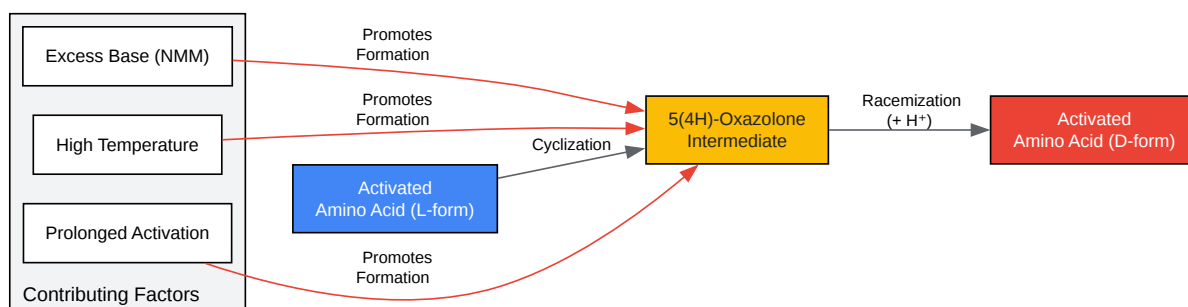 Excess Base (NMM)
High Temperature
Prolonged Activation
Contributing Factors
Promotes
Formation
Promotes
Formation
Cyclization
Activated
Amino Acid (L-form)
Promotes
Formation
5(4H)-Oxazolone
Intermediate
Racemization
(+ H⁺)
Activated
Amino Acid (D-form)